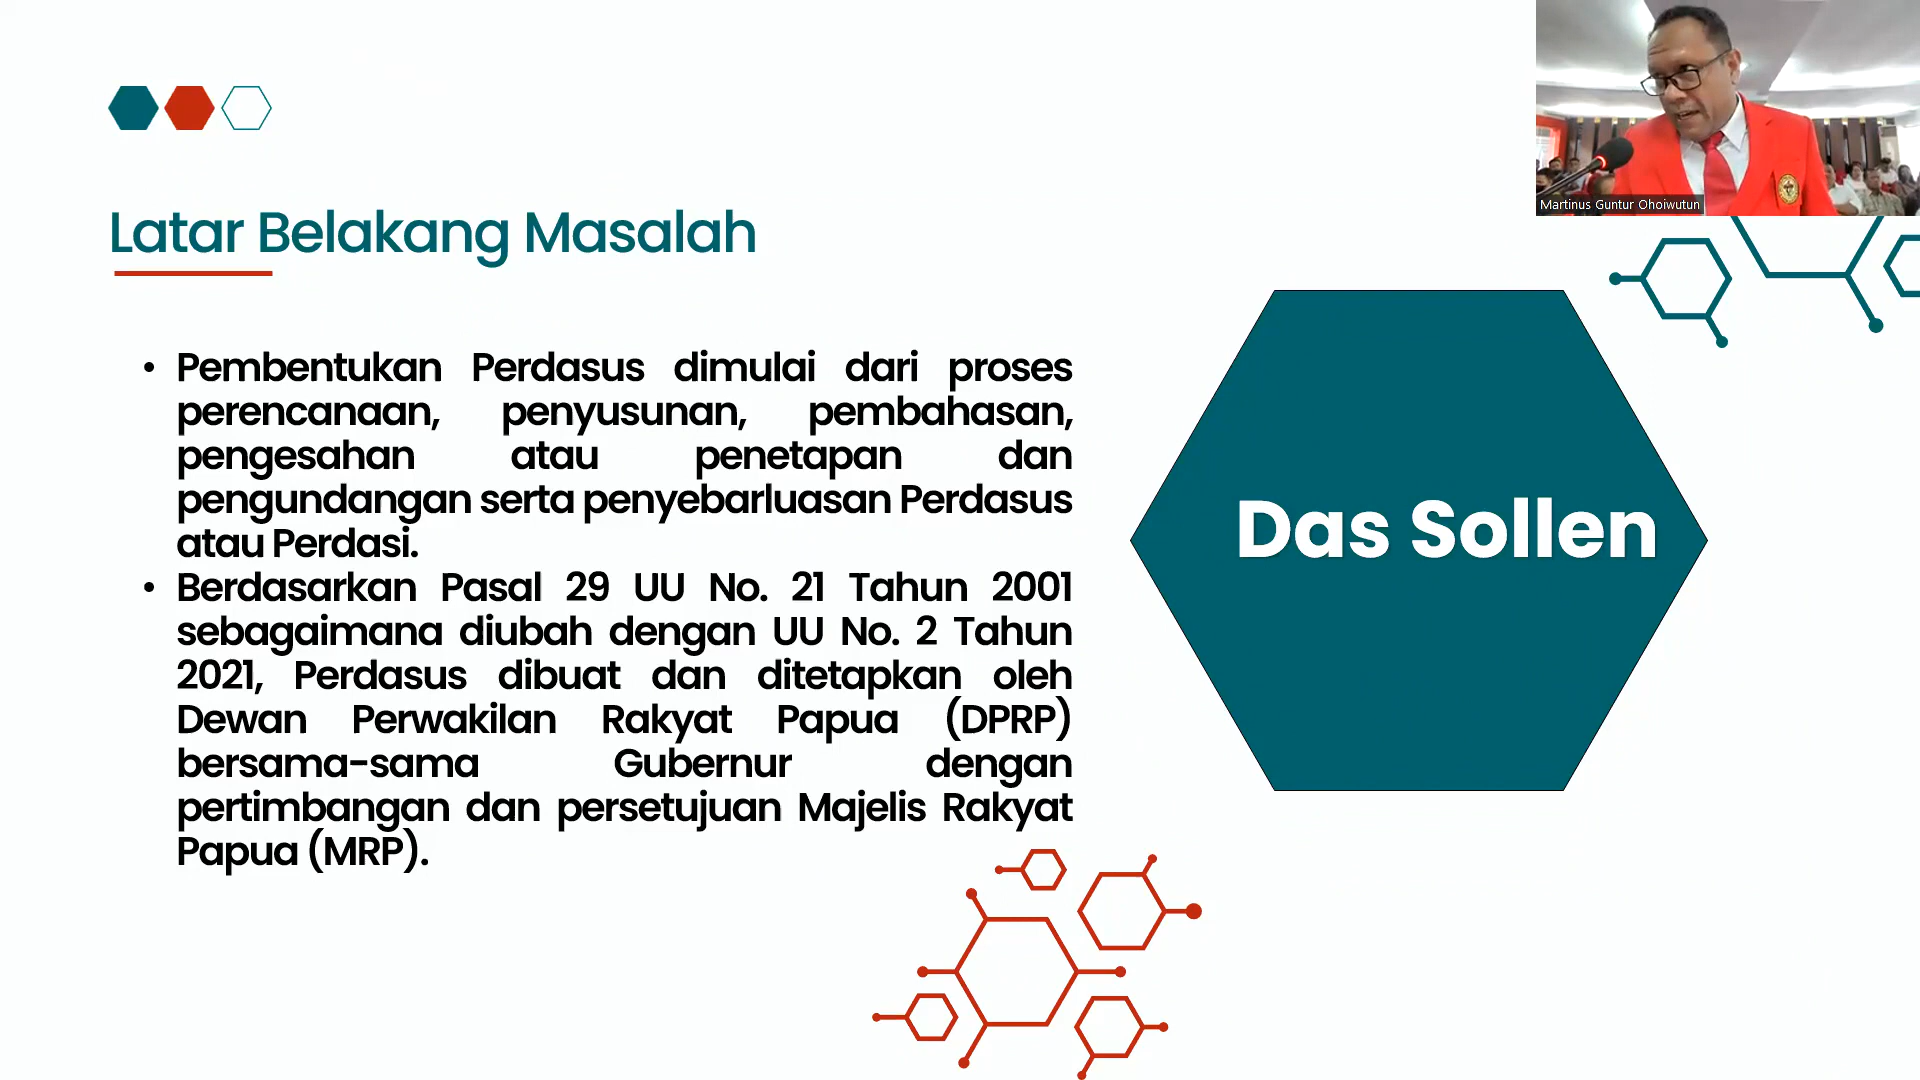 Martinus Guntur Ohoiwutun
Latar Belakang Masalah
• Pembentukan Perdasus dimulai dari proses
perencanaan, penyusunan, pembahasan,
pengesahan atau penetapan dan
pengundangan serta penyebarluasan Perdasus
atau Perdasi.
• Berdasarkan Pasal 29 UU No. 21 Tahun 2001
sebagaimana diubah dengan UU No. 2 Tahun
2021, Perdasus dibuat dan ditetapkan oleh
Dewan Perwakilan Rakyat Papua (DPRP)
bersama-sama Gubernur dengan
pertimbangan dan persetujuan Majelis Rakyat
Papua (MRP).
Das Sollen